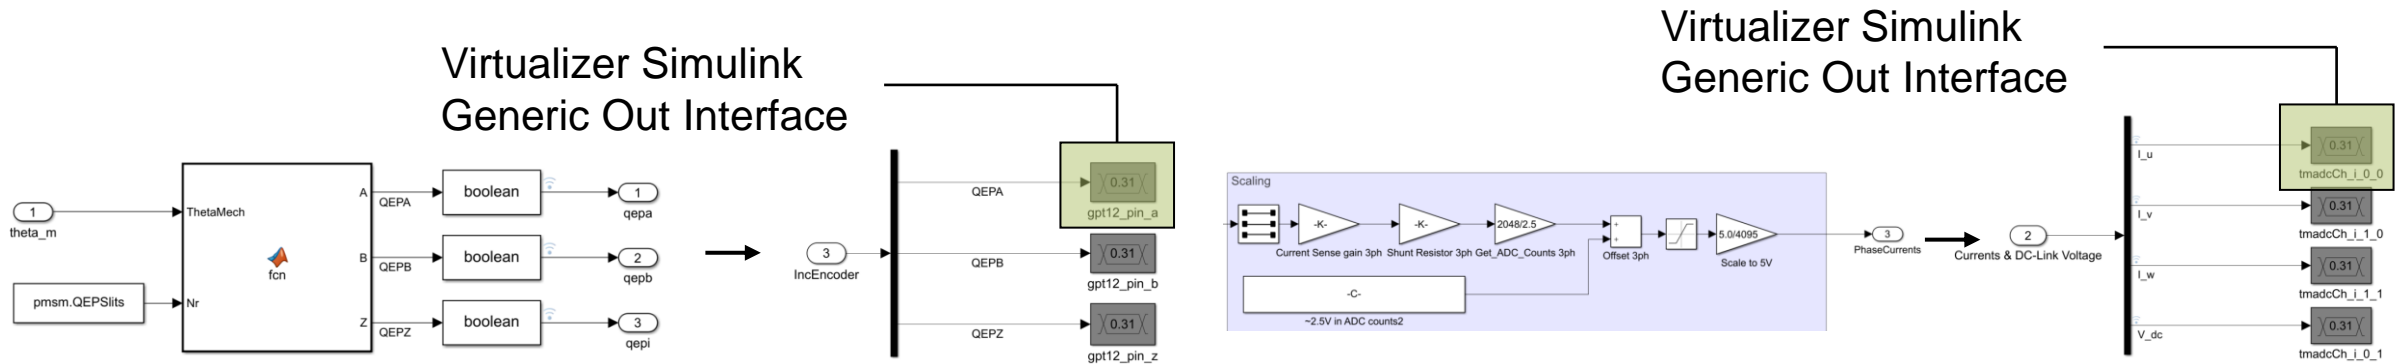 Virtualizer Simulink
Generic Out Interface
1
theta_m
pmsm.QEPSlits
ThetaMech
Nr
fcn
A
B
Z
QEPA
QEPB
QEPZ
boolean
boolean
boolean
1
qepa
2
qepb
3
qepi
3
IncEncoder
QEPA
QEPB
QEPZ
0.31
gpt12_pin_a
0.31
gpt12_pin_b
0.31
gpt12_pin_z
Virtualizer Simulink
Generic Out Interface
Scaling
-K-
Current Sense gain 3ph
-K-
Shunt Resistor 3ph
2048/2.5
Get_ADC_Counts 3ph
+
+
Offset 3ph
5.0/4095
Scale to 5V
-C-
~2.5V in ADC counts2
3
PhaseCurrents
2
Currents & DC-Link Voltage
I_u
I_v
I_w
V_dc
0.31
tmadcCh_i_0_0
0.31
tmadcCh_i_1_0
0.31
tmadcCh_i_1_1
0.31
tmadcCh_i_0_1